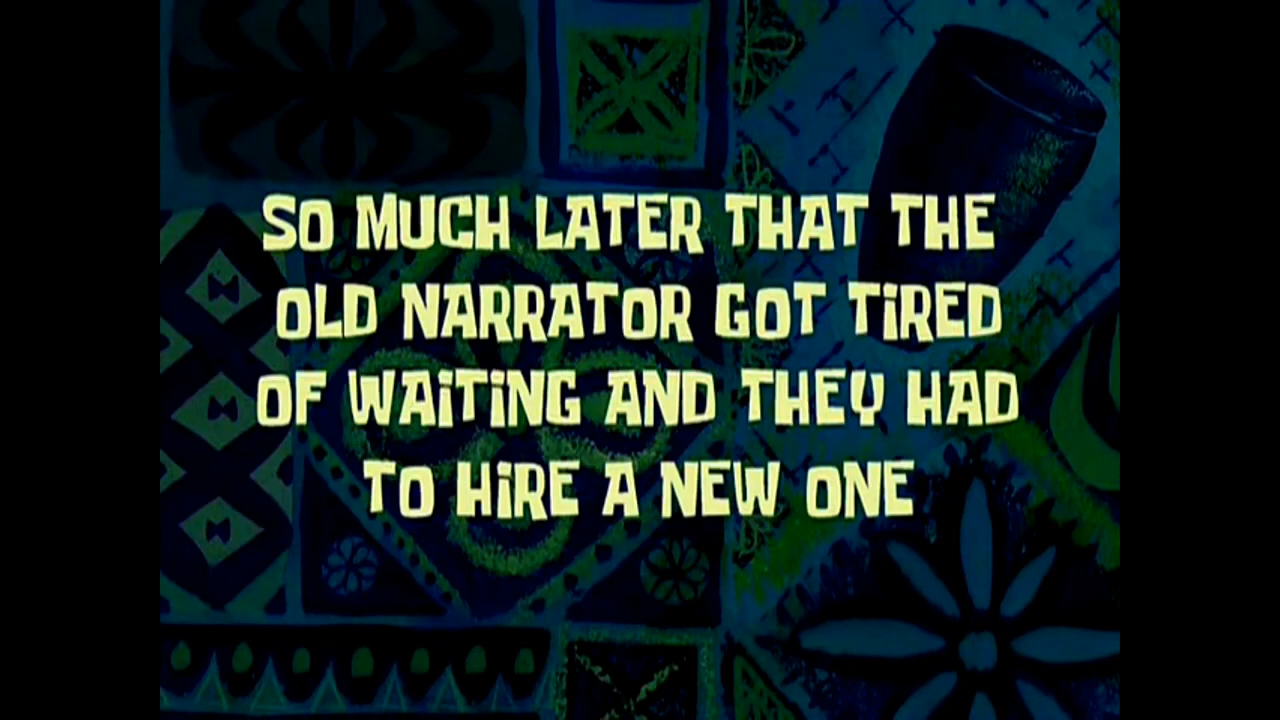 SO MUCH LATER THAT THE
OLD NARRATOR GOT TiRED
OF WAiTiNG AND THEY HAD
TO HiRE A NEW ONE